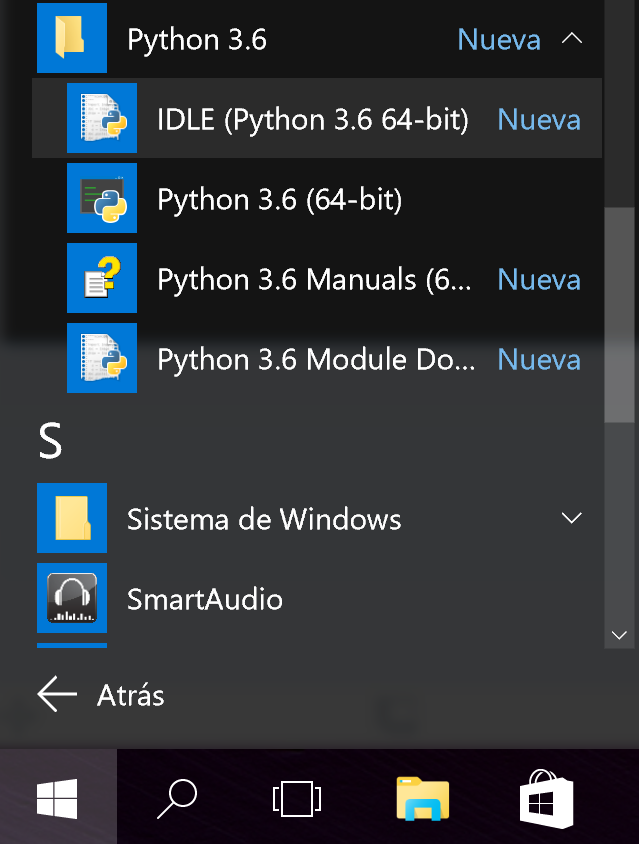 Python 3.6 Nueva
IDLE (Python 3.6 64-bit) Nueva
Python 3.6 (64-bit)
Python 3.6 Manuals (6... Nueva
Python 3.6 Module Do... Nueva
S
Sistema de Windows
SmartAudio
Atrás